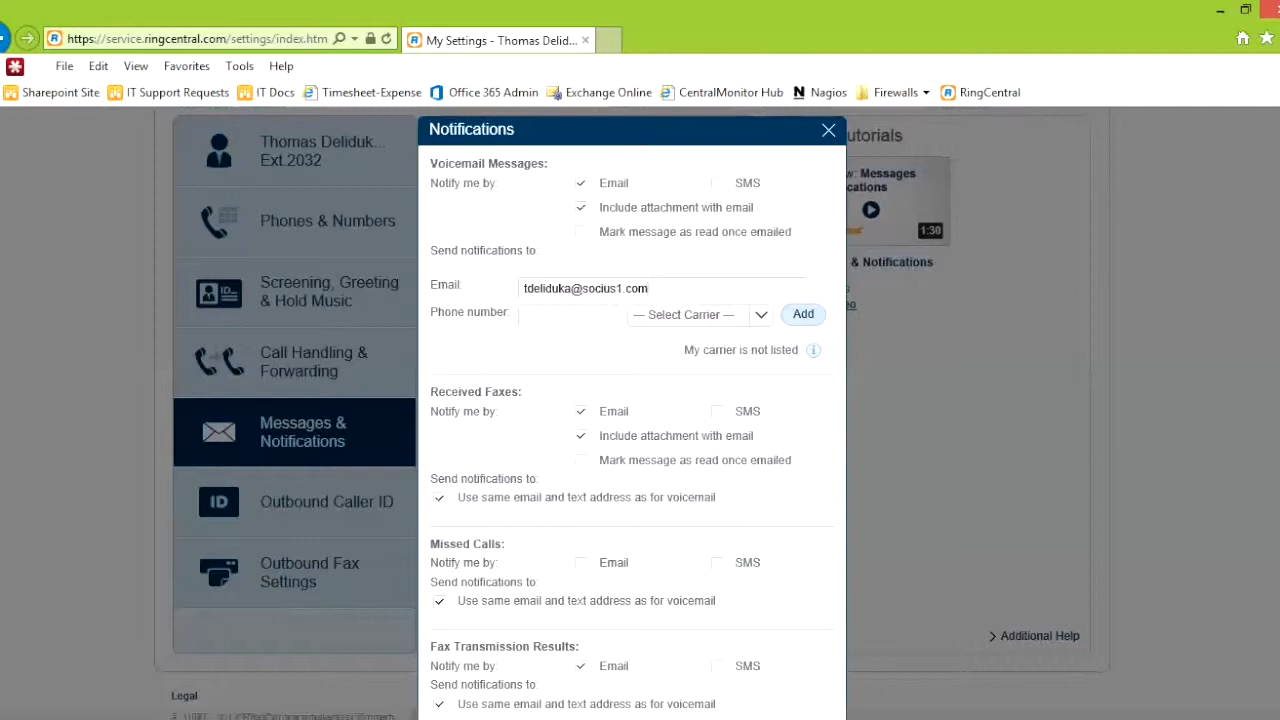 https://service.ringcentral.com/settings/index.htm
My Settings - Thomas Delid...
File Edit View Favorites Tools Help
Sharepoint Site IT Support Requests IT Docs Timesheet-Expense Office 365 Admin Exchange Online CentralMonitor Hub Nagios Firewalls RingCentral
Thomas Deliduk...
Ext.2032
Phones & Numbers
Screening, Greeting
& Hold Music
Call Handling &
Forwarding
Messages &
Notifications
Outbound Caller ID
Outbound Fax
Settings
Notifications
Voicemail Messages:
Notify me by: Email SMS
Include attachment with email
Mark message as read once emailed
Send notifications to:
Email: tdeliduka@socius1.com
Phone number: — Select Carrier — Add
My carrier is not listed
Received Faxes:
Notify me by: Email SMS
Include attachment with email
Mark message as read once emailed
Send notifications to:
Use same email and text address as for voicemail
Missed Calls:
Notify me by: Email SMS
Send notifications to:
Use same email and text address as for voicemail
Fax Transmission Results:
Notify me by: Email SMS
Send notifications to:
Use same email and text address as for voicemail
utorials
w: Messages
ications
1:30
& Notifications
eo
Additional Help
Legal